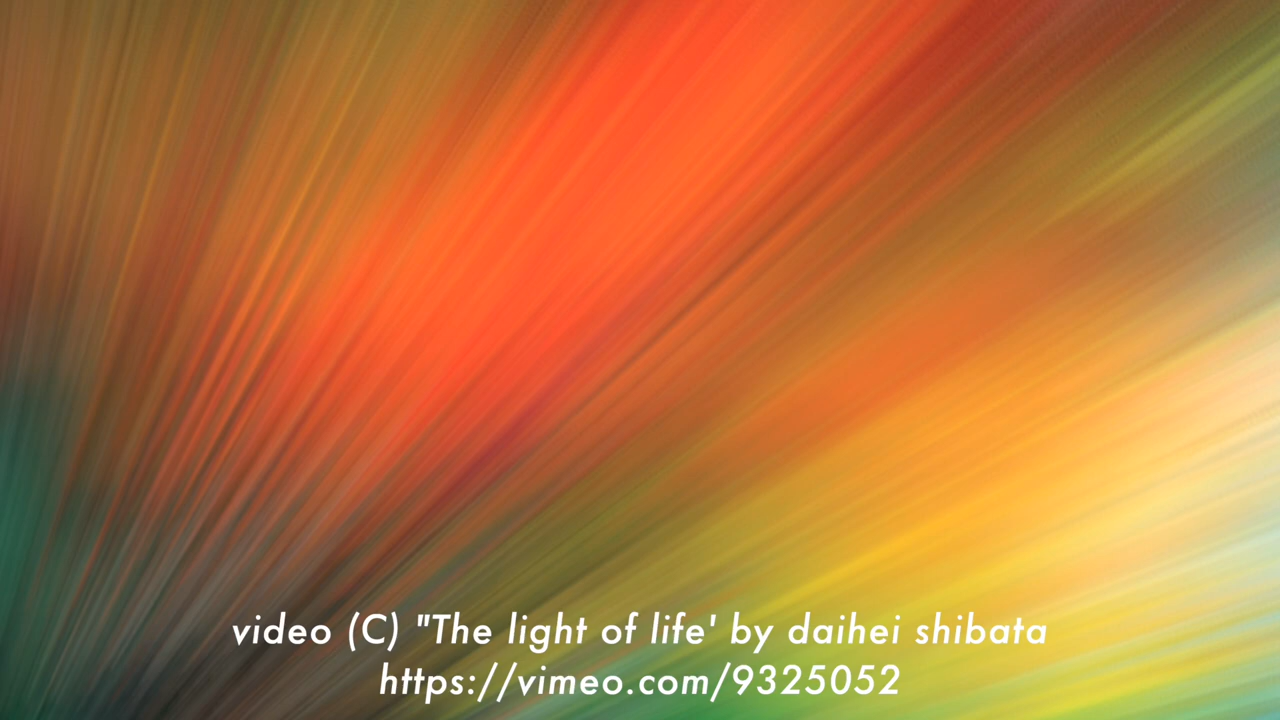 video (C) "The light of life' by daihei shibata
https://vimeo.com/9325052